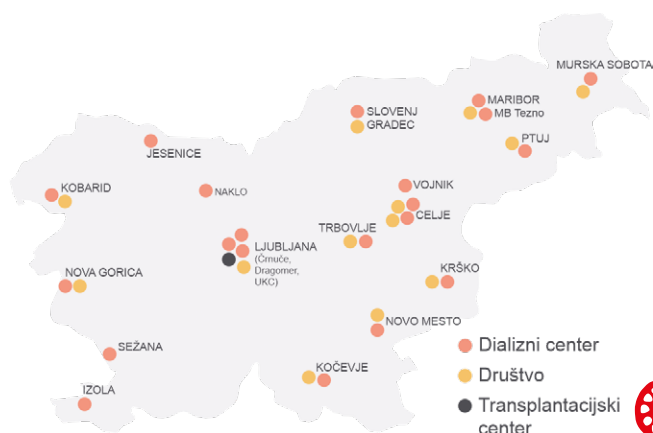 MURSKA SOBOTA
MARIBOR
MB Tezno
SLOVENJ
GRADEC
PTUJ
JESENICE
KOBARID
NAKLO
VOJNIK
CELJE
TRBOVLJE
LJUBLJANA
(Črnuče,
Dragomer,
UKC)
NOVA GORICA
KRŠKO
NOVO MESTO
SEŽANA
KOČEVJE
IZOLA
Dializni center
Društvo
Transplantacijski
center